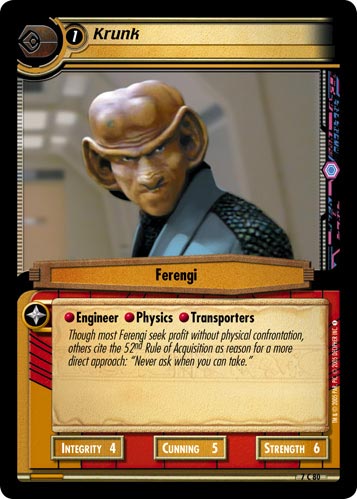 1 Krunk
Ferengi
Engineer Physics Transporters
Though most Ferengi seek profit without physical confrontation,
others cite the 52nd Rule of Acquisition as reason for a more
direct approach: "Never ask when you can take."
INTEGRITY 4 CUNNING 5 STRENGTH 6
7 C 80